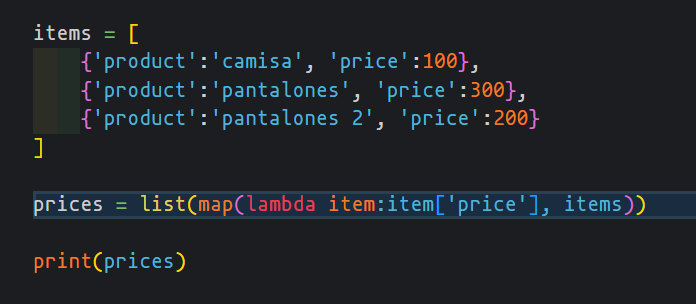 items = [
    {'product':'camisa', 'price':100},
    {'product':'pantalones', 'price':300},
    {'product':'pantalones 2', 'price':200}
]
prices = list(map(lambda item:item['price'], items))
print(prices)